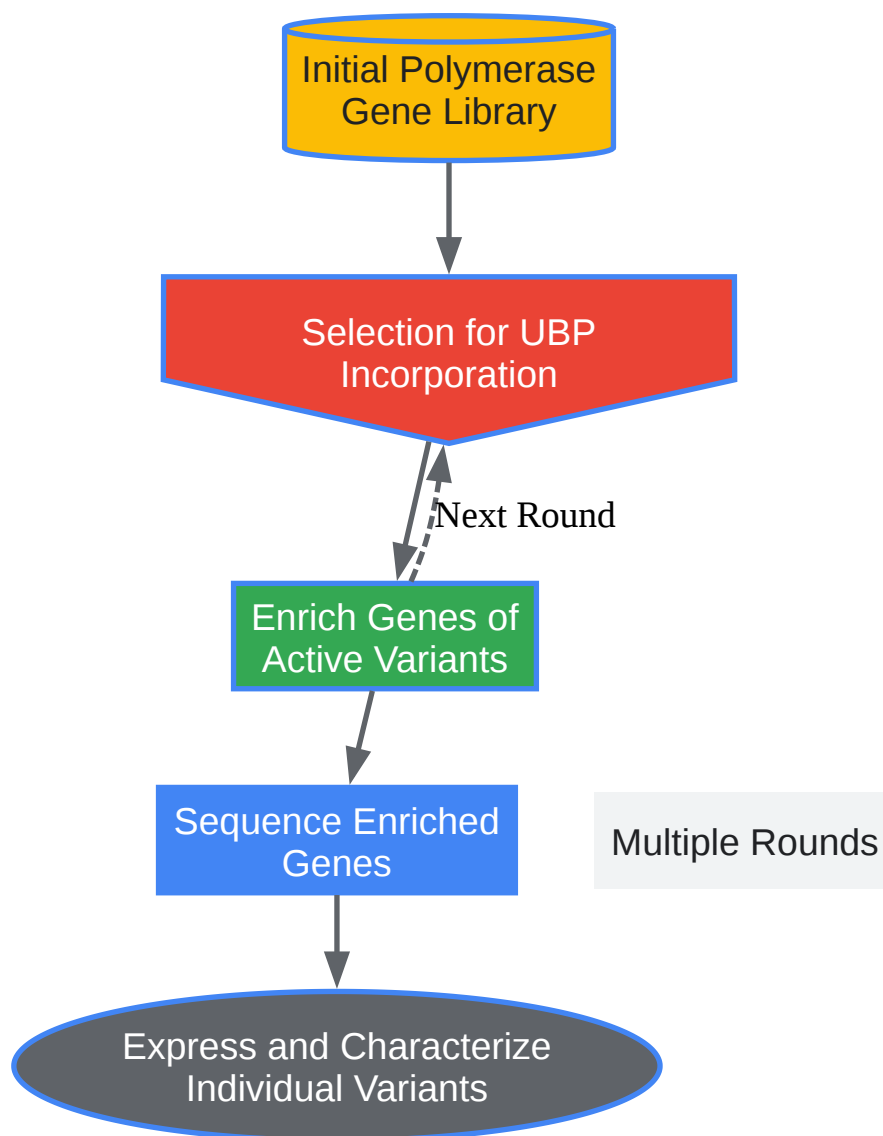 Initial Polymerase
Gene Library
Selection for UBP
Incorporation
Next Round
Enrich Genes of
Active Variants
Sequence Enriched
Genes
Multiple Rounds
Express and Characterize
Individual Variants